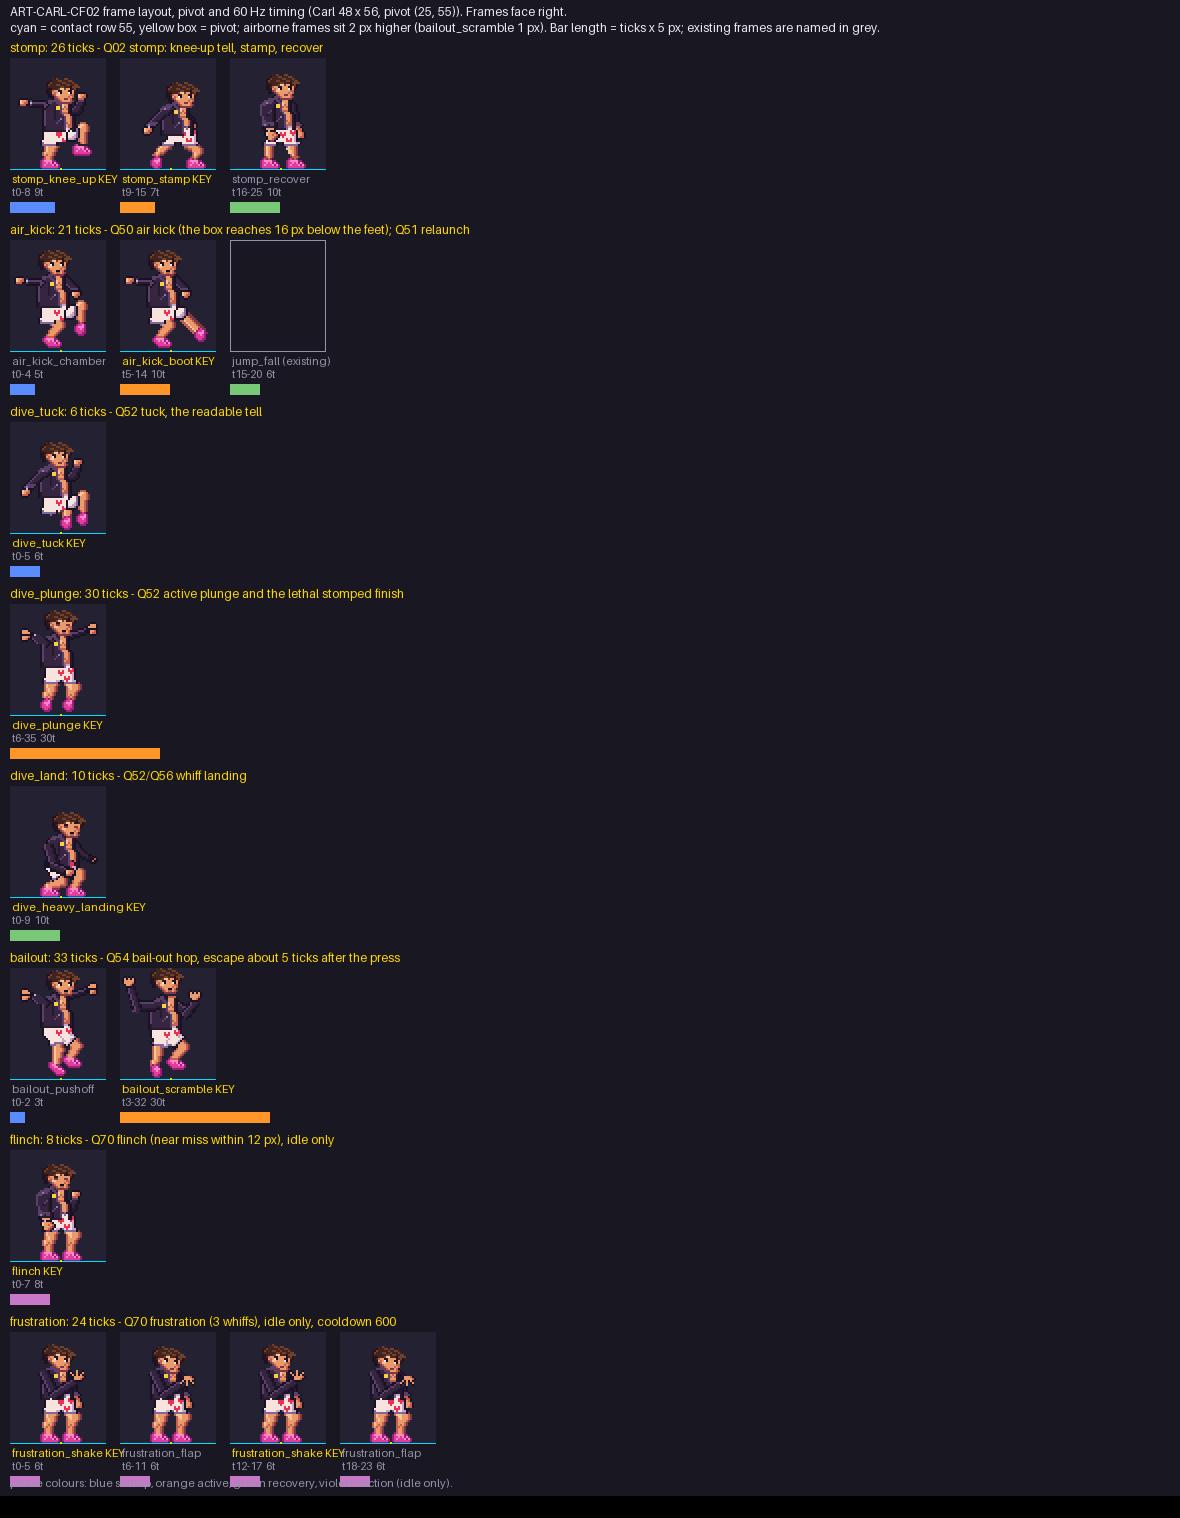 ART-CARL-CF02 frame layout, pivot and 60 Hz timing (Carl 48 x 56, pivot (25, 55)). Frames face right.
cyan = contact row 55, yellow box = pivot; airborne frames sit 2 px higher (bailout_scramble 1 px). Bar length = ticks x 5 px; existing frames are named in grey.
stomp: 26 ticks - Q02 stomp: knee-up tell, stamp, recover
stomp_knee_up KEY stomp_stamp KEY stomp_recover
t0-8 9t t9-15 7t t16-25 10t
air_kick: 21 ticks - Q50 air kick (the box reaches 16 px below the feet); Q51 relaunch
air_kick_chamber air_kick_boot KEY jump_fall (existing)
t0-4 5t t5-14 10t t15-20 6t
dive_tuck: 6 ticks - Q52 tuck, the readable tell
dive_tuck KEY
t0-5 6t
dive_plunge: 30 ticks - Q52 active plunge and the lethal stomped finish
dive_plunge KEY
t6-35 30t
dive_land: 10 ticks - Q52/Q56 whiff landing
dive_heavy_landing KEY
t0-9 10t
bailout: 33 ticks - Q54 bail-out hop, escape about 5 ticks after the press
bailout_pushoff bailout_scramble KEY
t0-2 3t t3-32 30t
flinch: 8 ticks - Q70 flinch (near miss within 12 px), idle only
flinch KEY
t0-7 8t
frustration: 24 ticks - Q70 frustration (3 whiffs), idle only, cooldown 600
frustration_shake KEY frustration_flap frustration_shake KEY frustration_flap
t0-5 6t t6-11 6t t12-17 6t t18-23 6t
colours: blue orange active, recovery, (idle only).